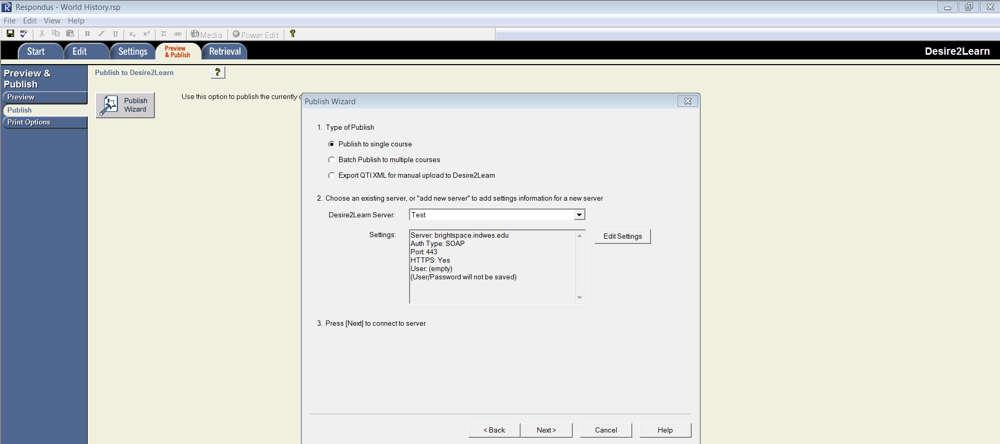 Respondus - World History.rsp
File Edit View Help
ABC
B I U X₂ X² Σ <H> Media Power Edit ?
Start Edit Settings Preview & Publish Retrieval Desire2Learn
Preview & Publish
Preview
Publish
Print Options
Publish to Desire2Learn ?
Publish Wizard
Use this option to publish the currently
Publish Wizard
1. Type of Publish
Publish to single course
Batch Publish to multiple courses
Export QTI XML for manual upload to Desire2Learn
2. Choose an existing server, or "add new server" to add settings information for a new server
Desire2Learn Server: Test
Settings:
Server: brightspace.indwes.edu
Auth Type: SOAP
Port: 443
HTTPS: Yes
User: (empty)
(User/Password will not be saved)
Edit Settings
3. Press [Next] to connect to server
< Back Next > Cancel Help